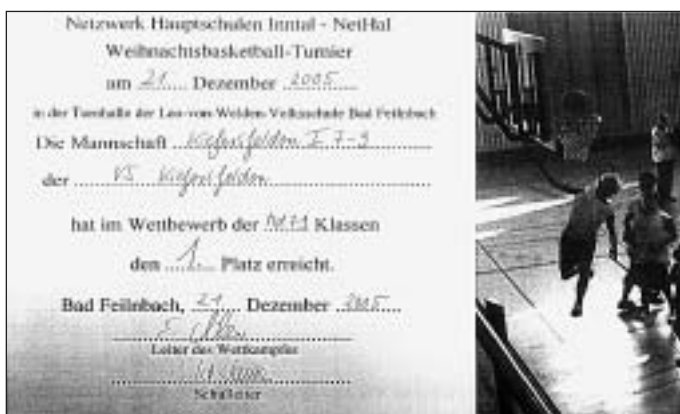 Netzwerk Hauptschulen Inntal - NetHal
Weihnachtsbasketball-Turnier
am 21. Dezember 2005
in der Turnhalle der Leo-von-Welden-Volksschule Bad Feilnbach
Die Mannschaft Kiefersfelden I 7-9
der VS Kiefersfelden
hat im Wettbewerb der Klassen
den 1. Platz erreicht.
Bad Feilnbach, 21. Dezember 2005
Leiter des Wettkampfes
Schulleiter